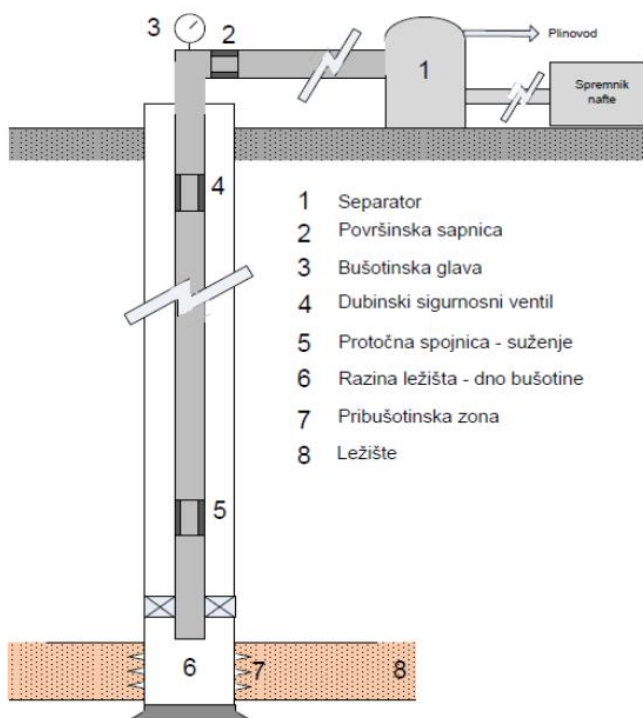 3
2
1
Plinovod
Spremnik
nafte
4
1 Separator
2 Površinska sapnica
3 Bušotinska glava
4 Dubinski sigurnosni ventil
5 Protočna spojnica - suženje
6 Razina ležišta - dno bušotine
7 Pribušotinska zona
8 Ležište
5
6
7
8